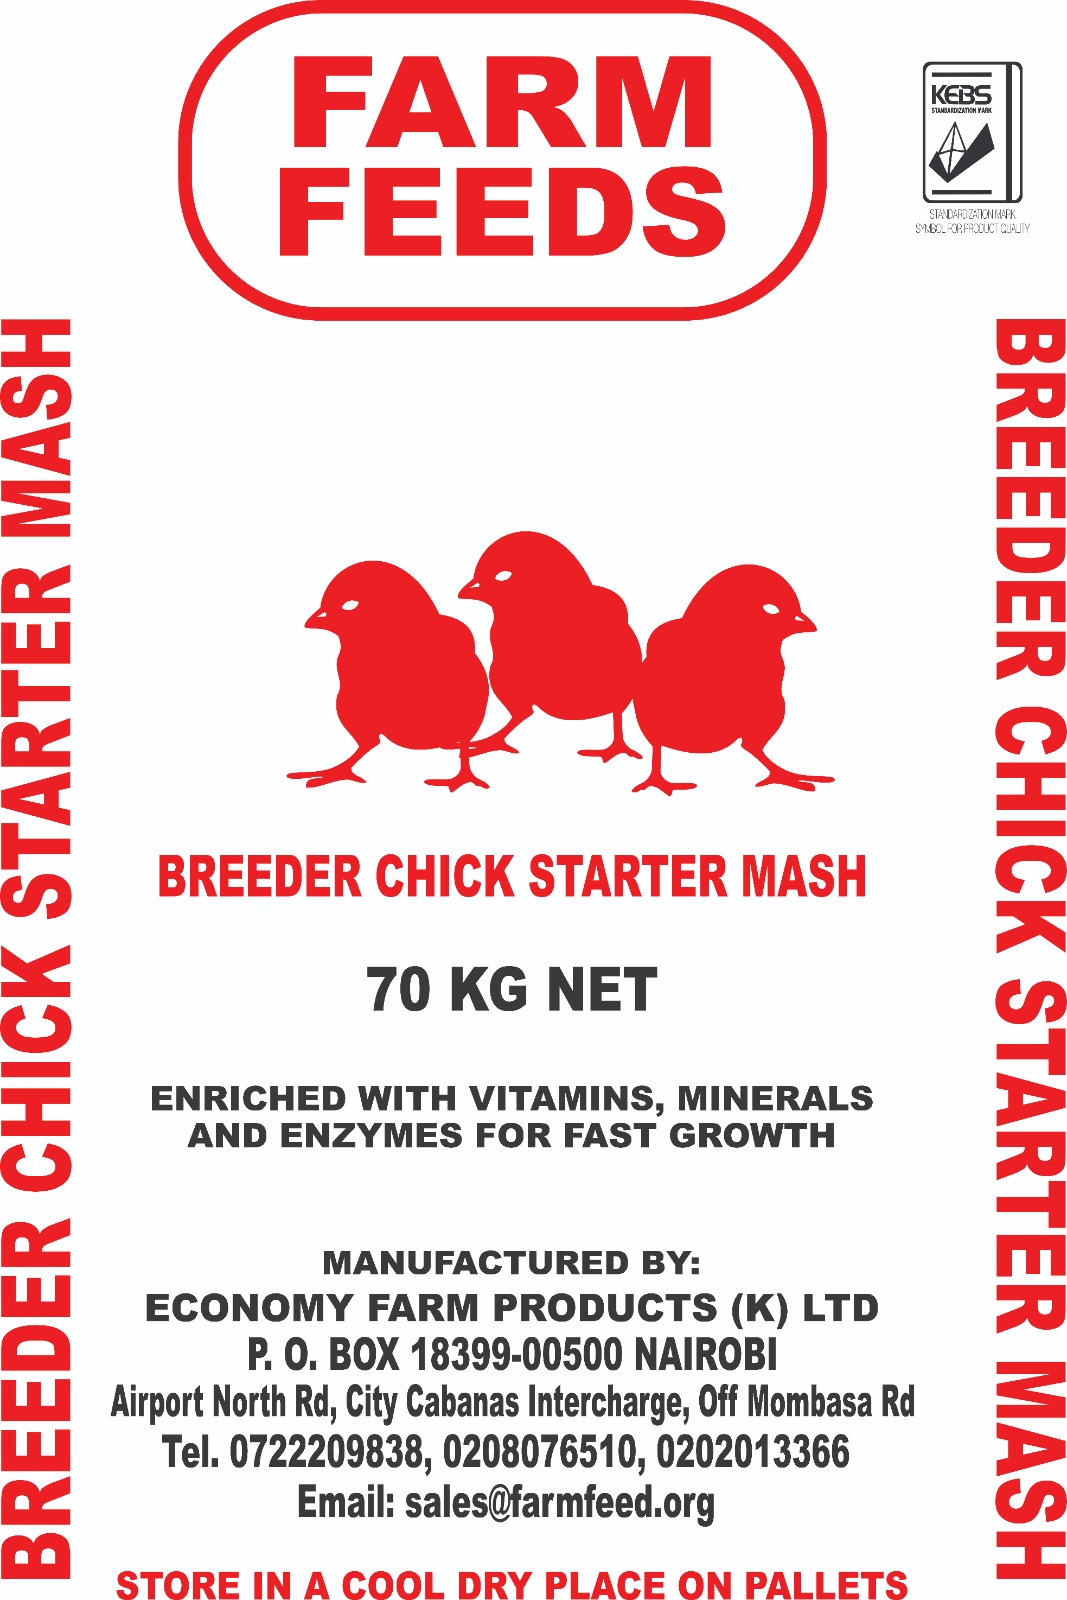 FARM
FEEDS
KEBS
STANDARDIZATION MARK
STANDARDIZATION MARK
SYMBOL FOR PRODUCT QUALITY
BREEDER CHICK STARTER MASH
BREEDER CHICK STARTER MASH
BREEDER CHICK STARTER MASH
70 KG NET
ENRICHED WITH VITAMINS, MINERALS
AND ENZYMES FOR FAST GROWTH
MANUFACTURED BY:
ECONOMY FARM PRODUCTS (K) LTD
P. O. BOX 18399-00500 NAIROBI
Airport North Rd, City Cabanas Intercharge, Off Mombasa Rd
Tel. 0722209838, 0208076510, 0202013366
Email: sales@farmfeed.org
STORE IN A COOL DRY PLACE ON PALLETS